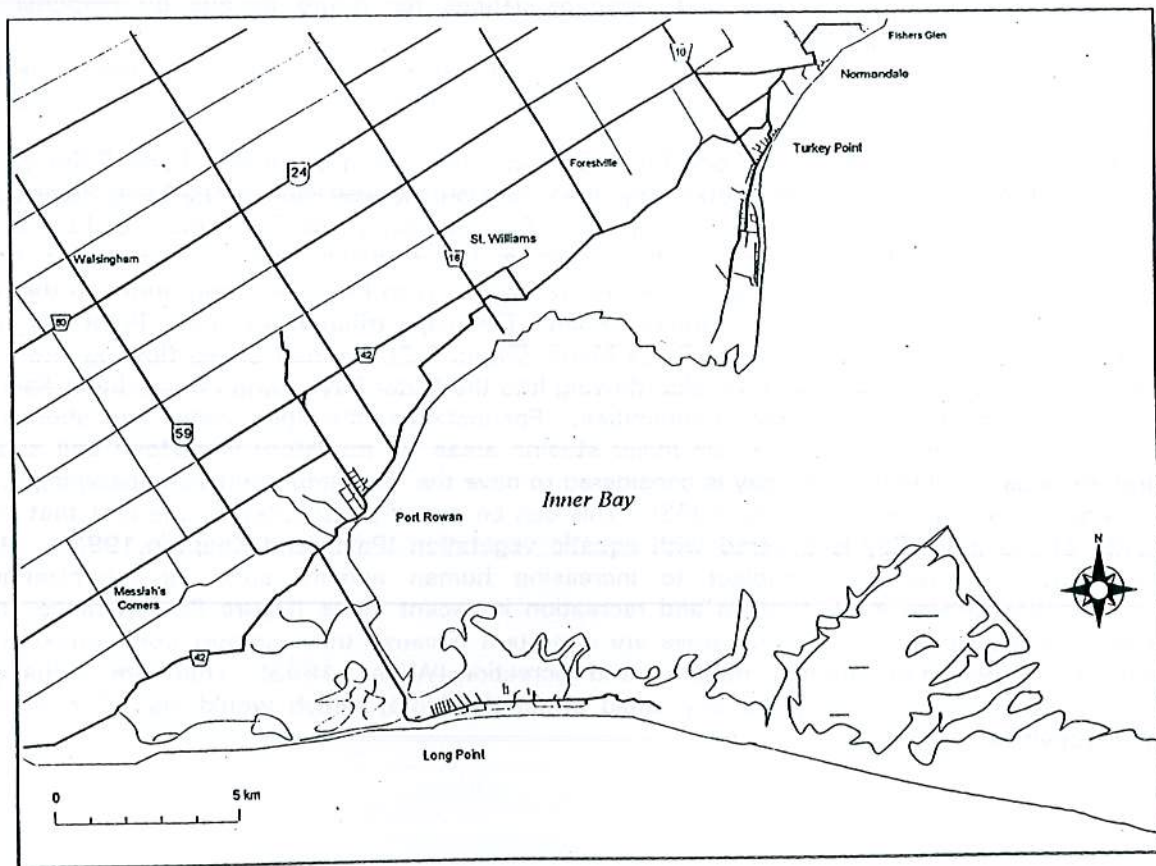 Fishers Glen
10
Normandale
Turkey Point
Forestville
24
St. Williams
16
Walsingham
60
42
59
Inner Bay
Port Rowan
N
Messiah's
Corners
42
Long Point
0 5 km